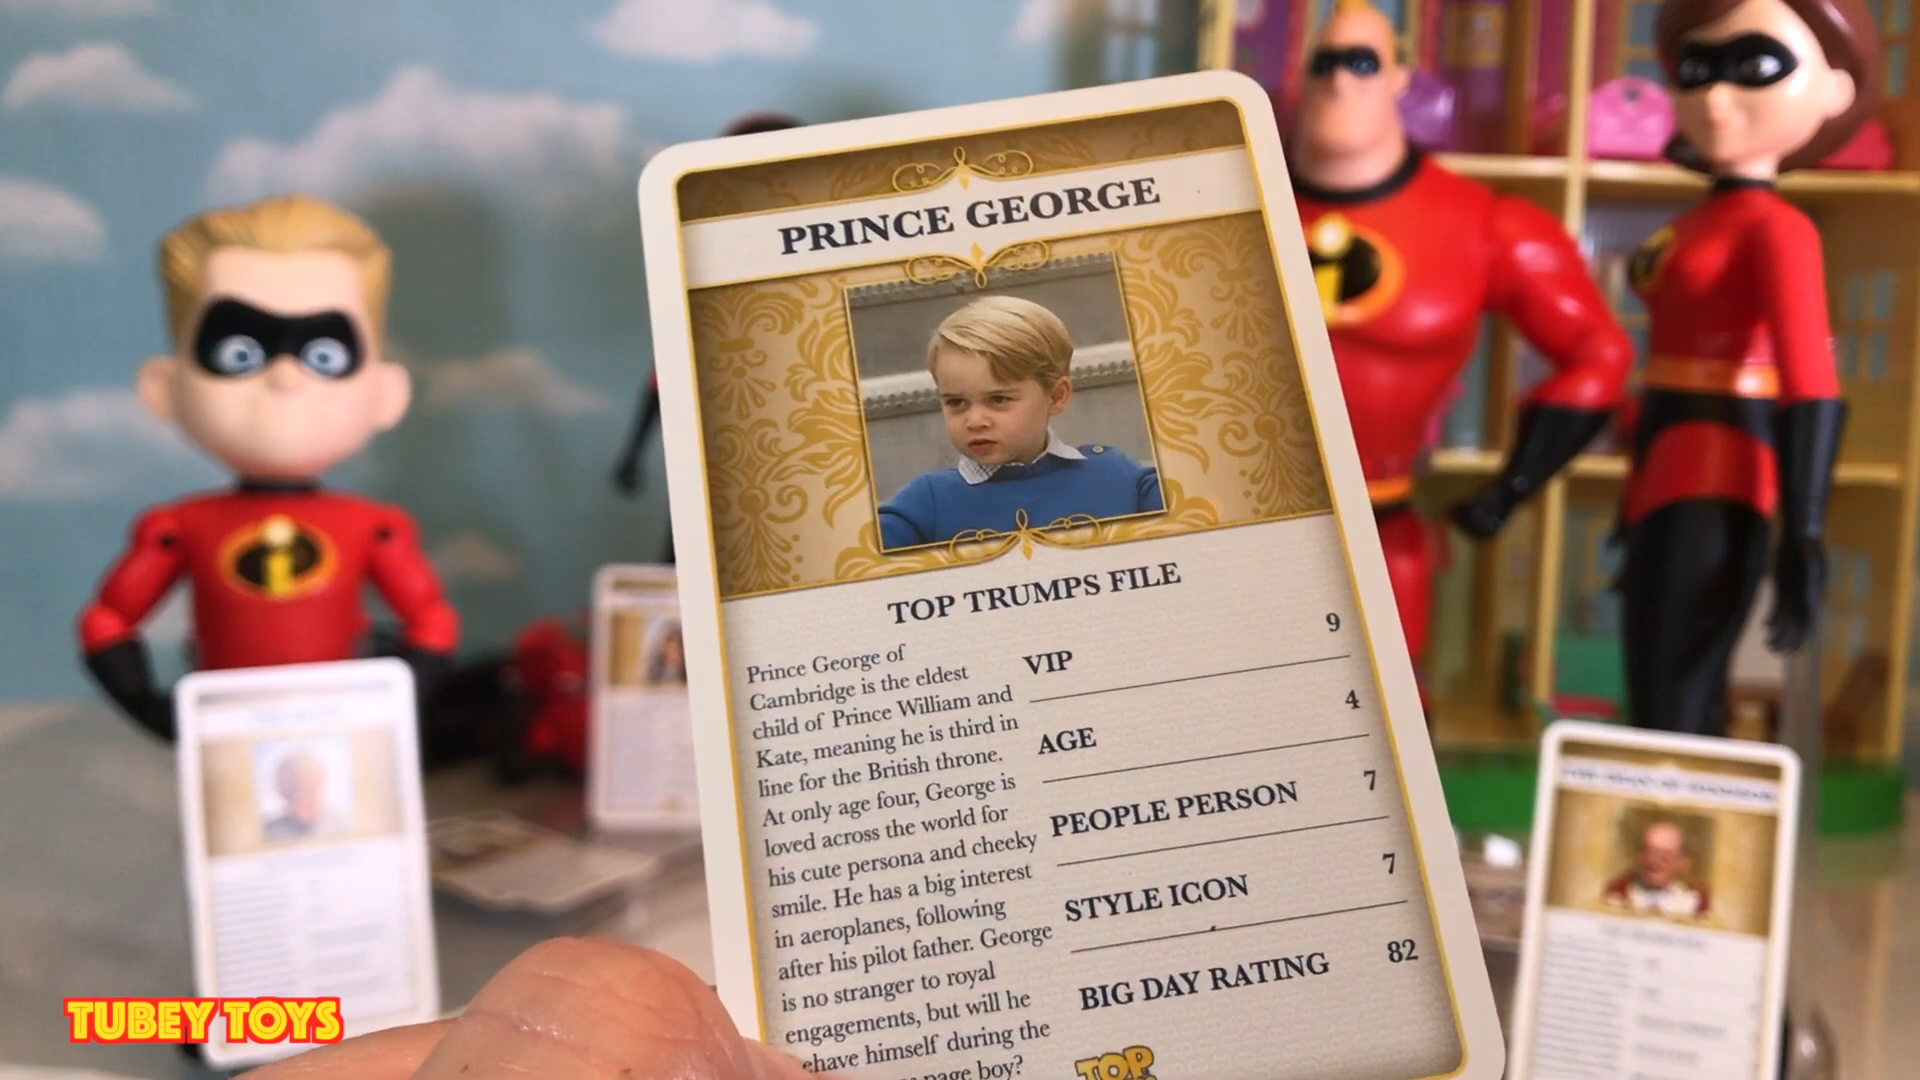 PRINCE GEORGE
TOP TRUMPS FILE
Prince George of
Cambridge is the eldest
child of Prince William and
Kate, meaning he is third in
line for the British throne.
At only age four, George is
loved across the world for
his cute persona and cheeky
smile. He has a big interest
in aeroplanes, following
after his pilot father. George
is no stranger to royal
engagements, but will he
ehave himself during the
page boy?
VIP 9
AGE 4
PEOPLE PERSON 7
STYLE ICON 7
BIG DAY RATING 82
TOP
TUBEY TOYS